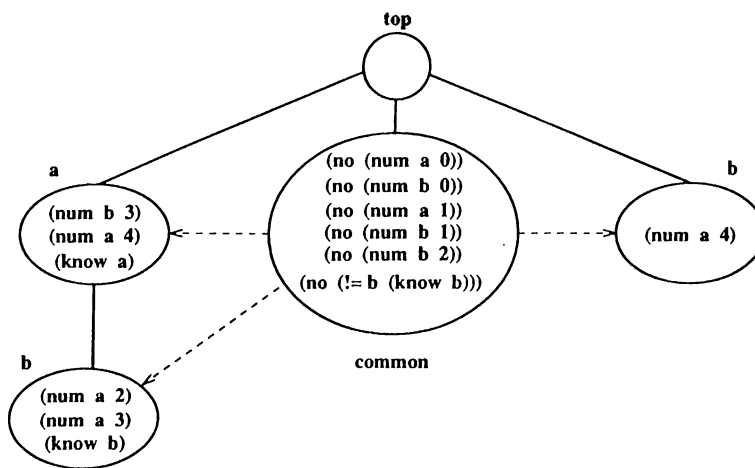 top
a
(num b 3)
(num a 4)
(know a)
(no (num a 0))
(no (num b 0))
(no (num a 1))
(no (num b 1))
(no (num b 2))
(no (!= b (know b)))
common
b
(num a 4)
b
(num a 2)
(num a 3)
(know b)